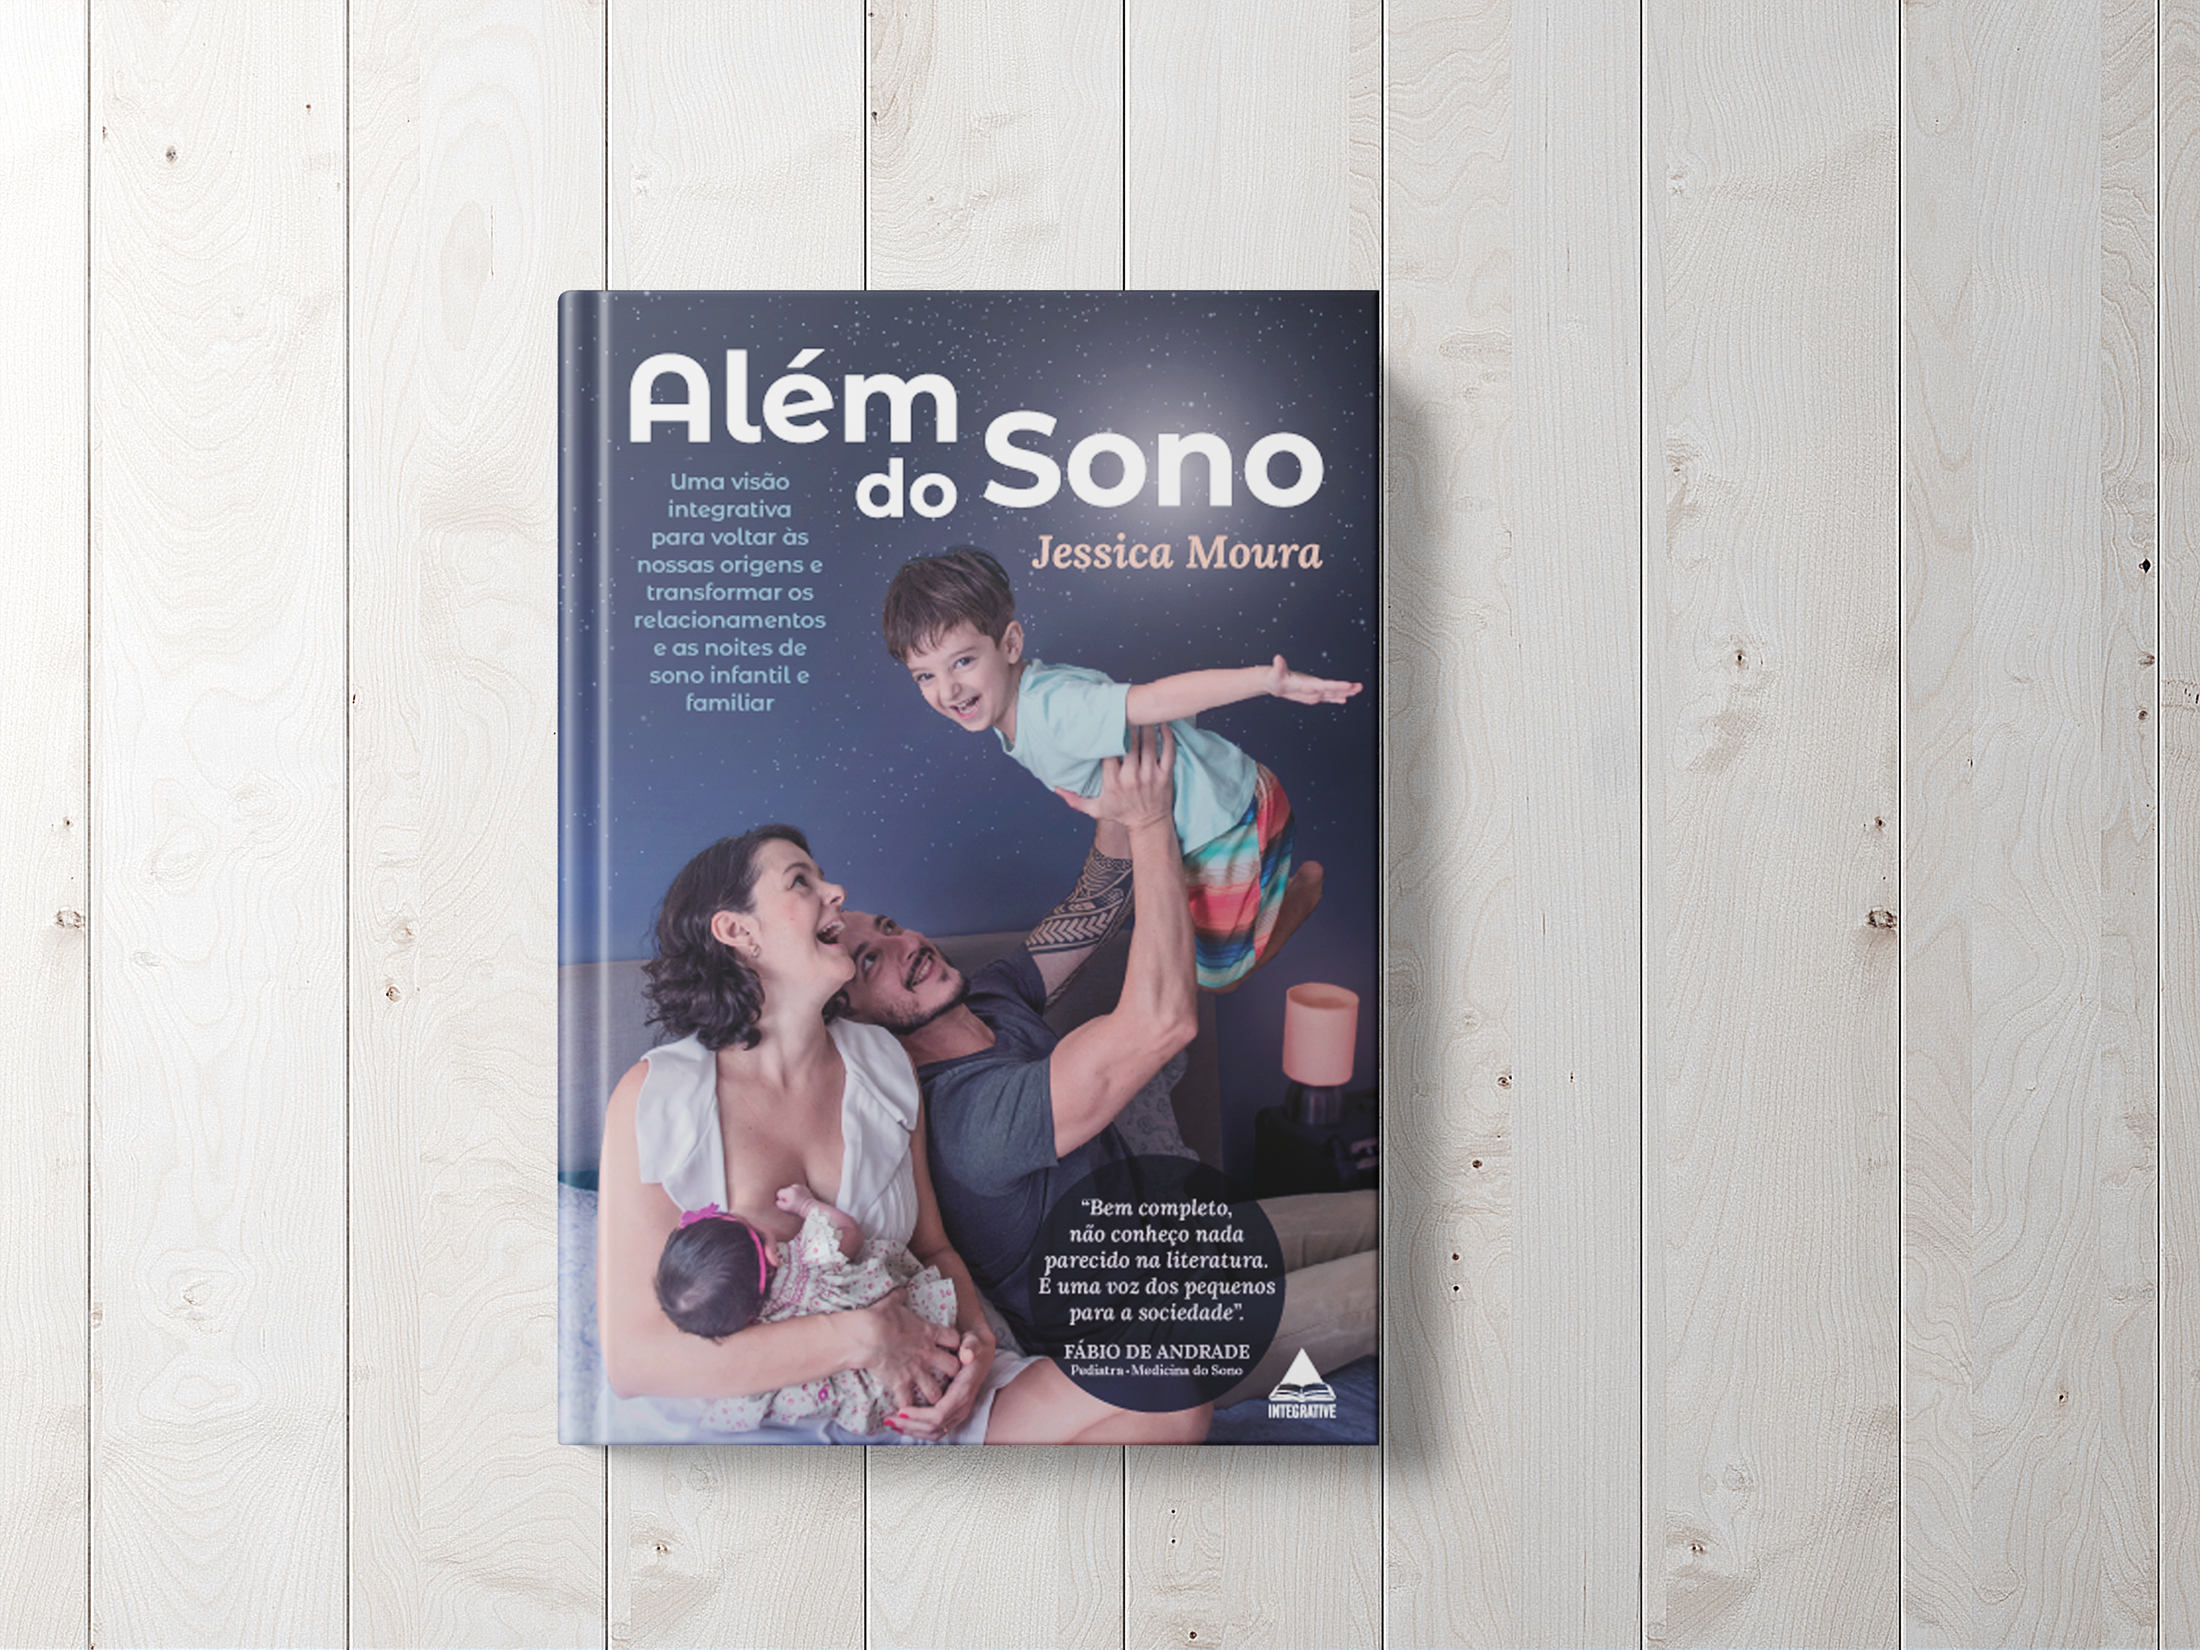 Além
do Sono
Jessica Moura
Uma visão
integrativa
para voltar às
nossas origens e
transformar os
relacionamentos
e as noites de
sono infantil e
familiar
“Bem completo,
não conheço nada
parecido na literatura.
É uma voz dos pequenos
para a sociedade”.
FÁBIO DE ANDRADE
Pediatra - Medicina do Sono
INTEGRATIVE